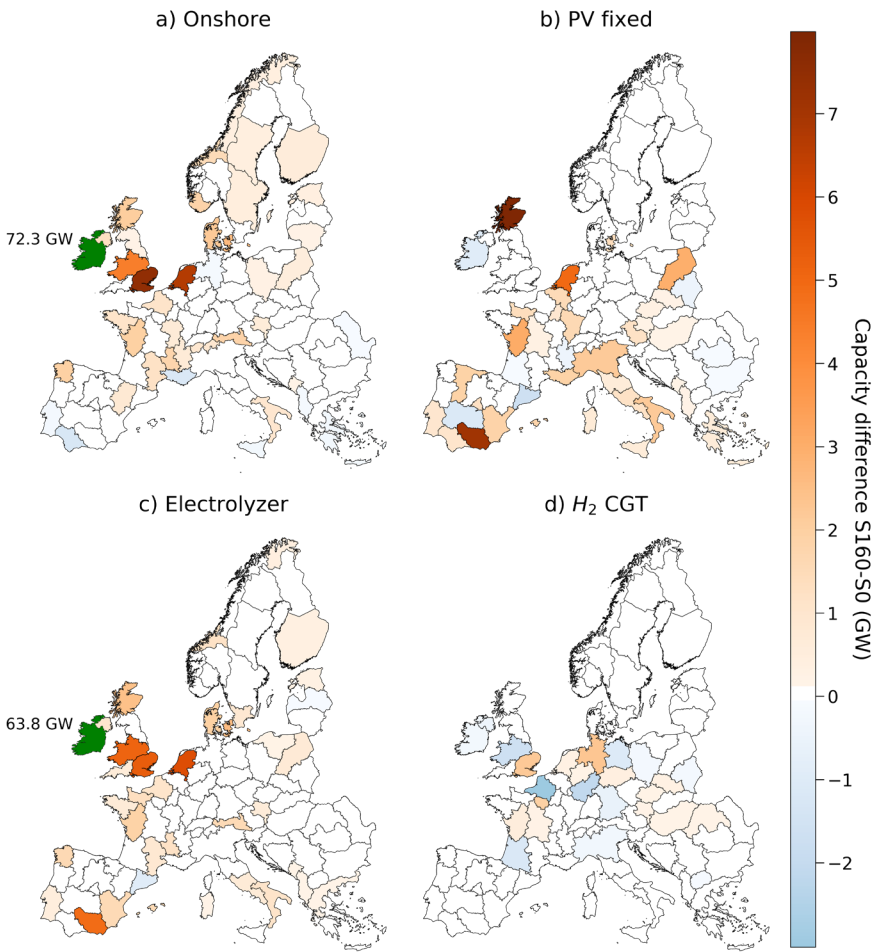 a) Onshore
b) PV fixed
72.3 GW
c) Electrolyzer
d) H₂ CGT
63.8 GW
7
6
5
4
3
2
1
0
−1
−2
Capacity difference S160-S0 (GW)